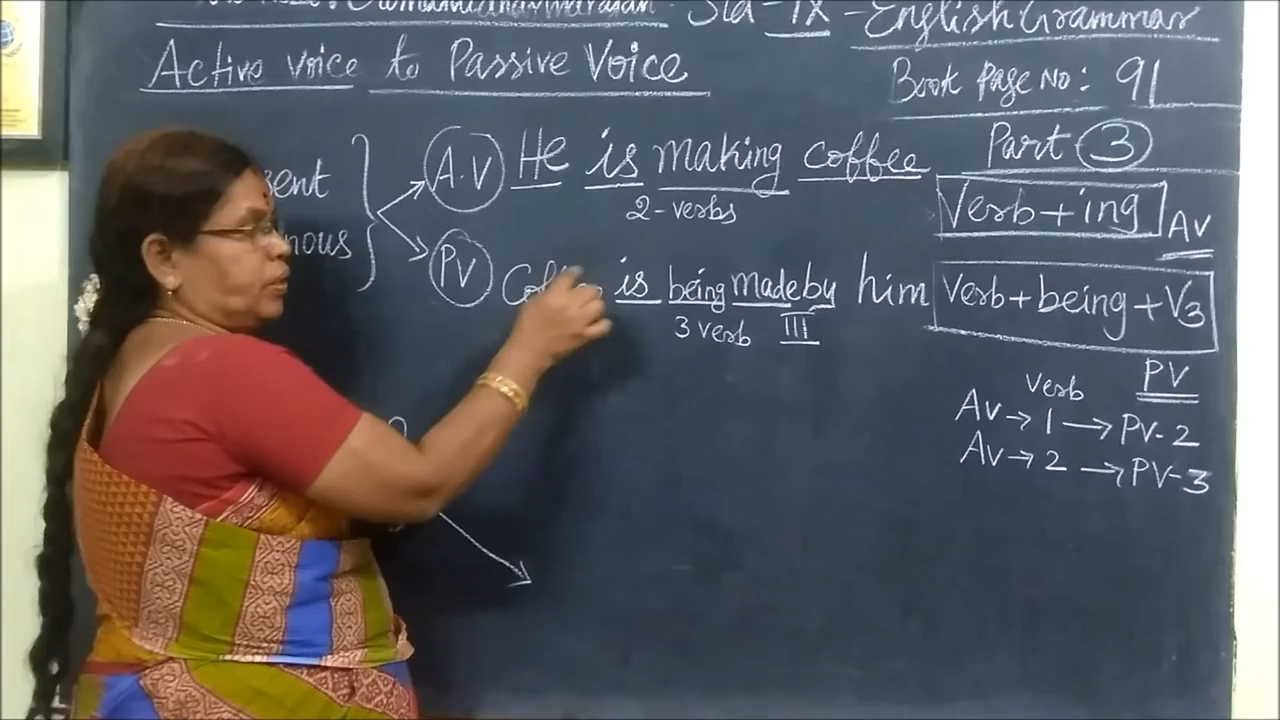 Std-IX - English Grammar
Active Voice to Passive Voice
Book Page No: 91
Part 3
A.V He is making coffee
2-verbs
Verb+ing AV
PV is being made by him
3 verb III
Verb+being+V3
PV
verb
AV→1→PV-2
AV→2→PV-3